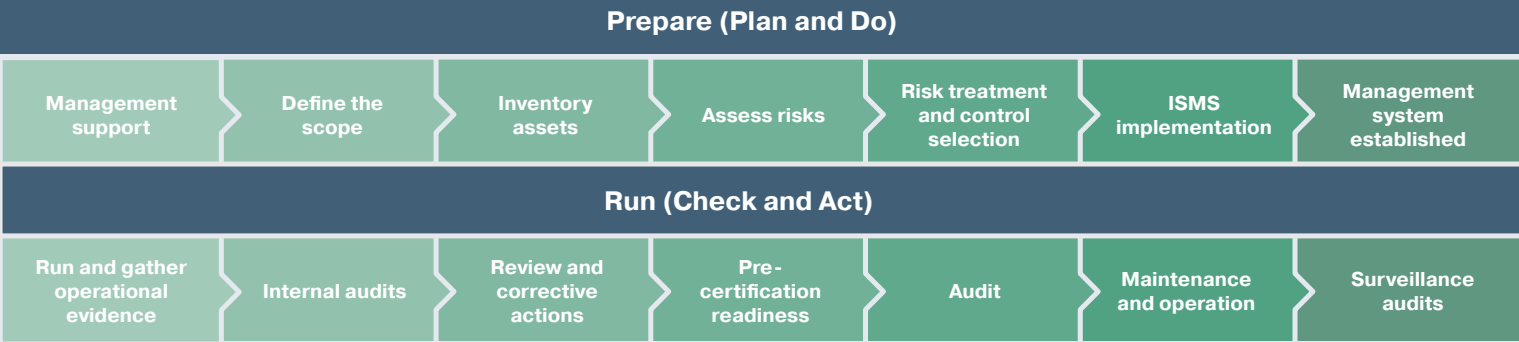 Prepare (Plan and Do)
Management
support
Define the
scope
Inventory
assets
Assess risks
Risk treatment
and control
selection
ISMS
implementation
Management
system
established
Run (Check and Act)
Run and gather
operational
evidence
Internal audits
Review and
corrective
actions
Pre-
certification
readiness
Audit
Maintenance
and operation
Surveillance
audits